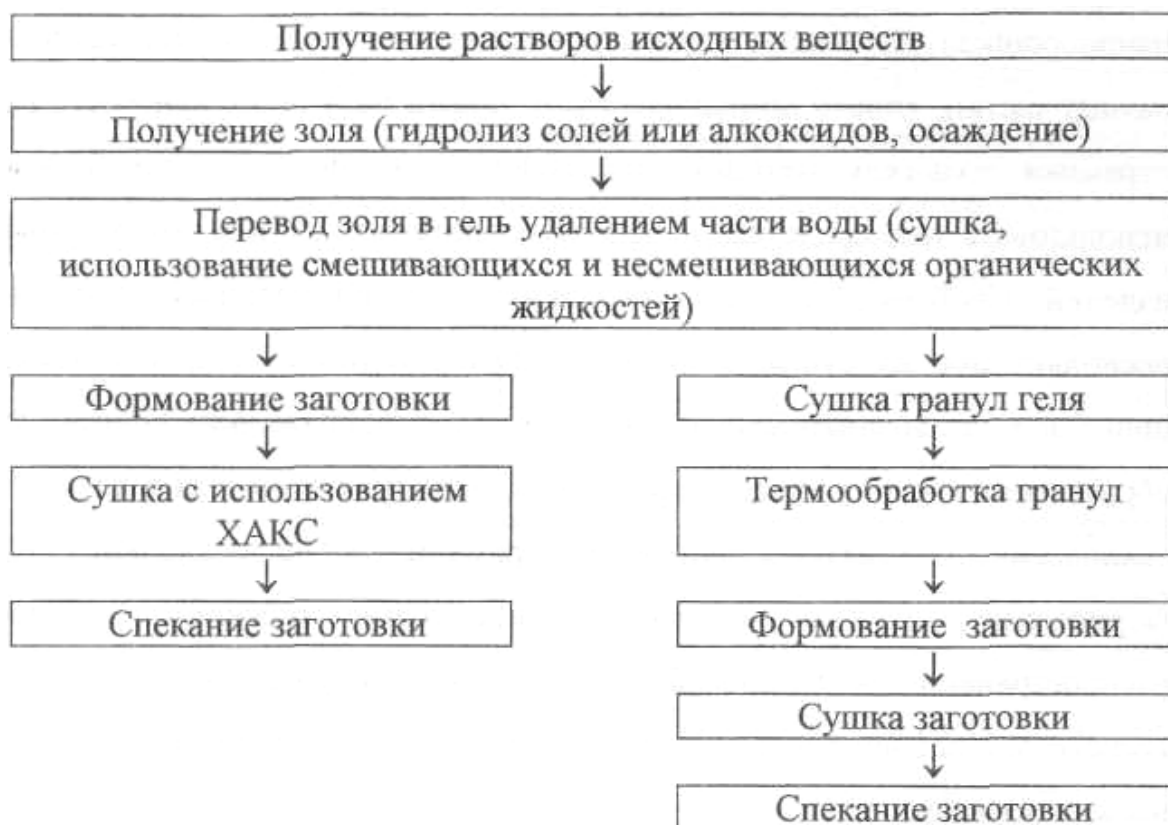 Получение растворов исходных веществ
Получение золя (гидролиз солей или алкоксидов, осаждение)
Перевод золя в гель удалением части воды (сушка,
использование смешивающихся и несмешивающихся органических
жидкостей)
Формование заготовки
Сушка с использованием
ХАКС
Спекание заготовки
Сушка гранул геля
Термообработка гранул
Формование заготовки
Сушка заготовки
Спекание заготовки